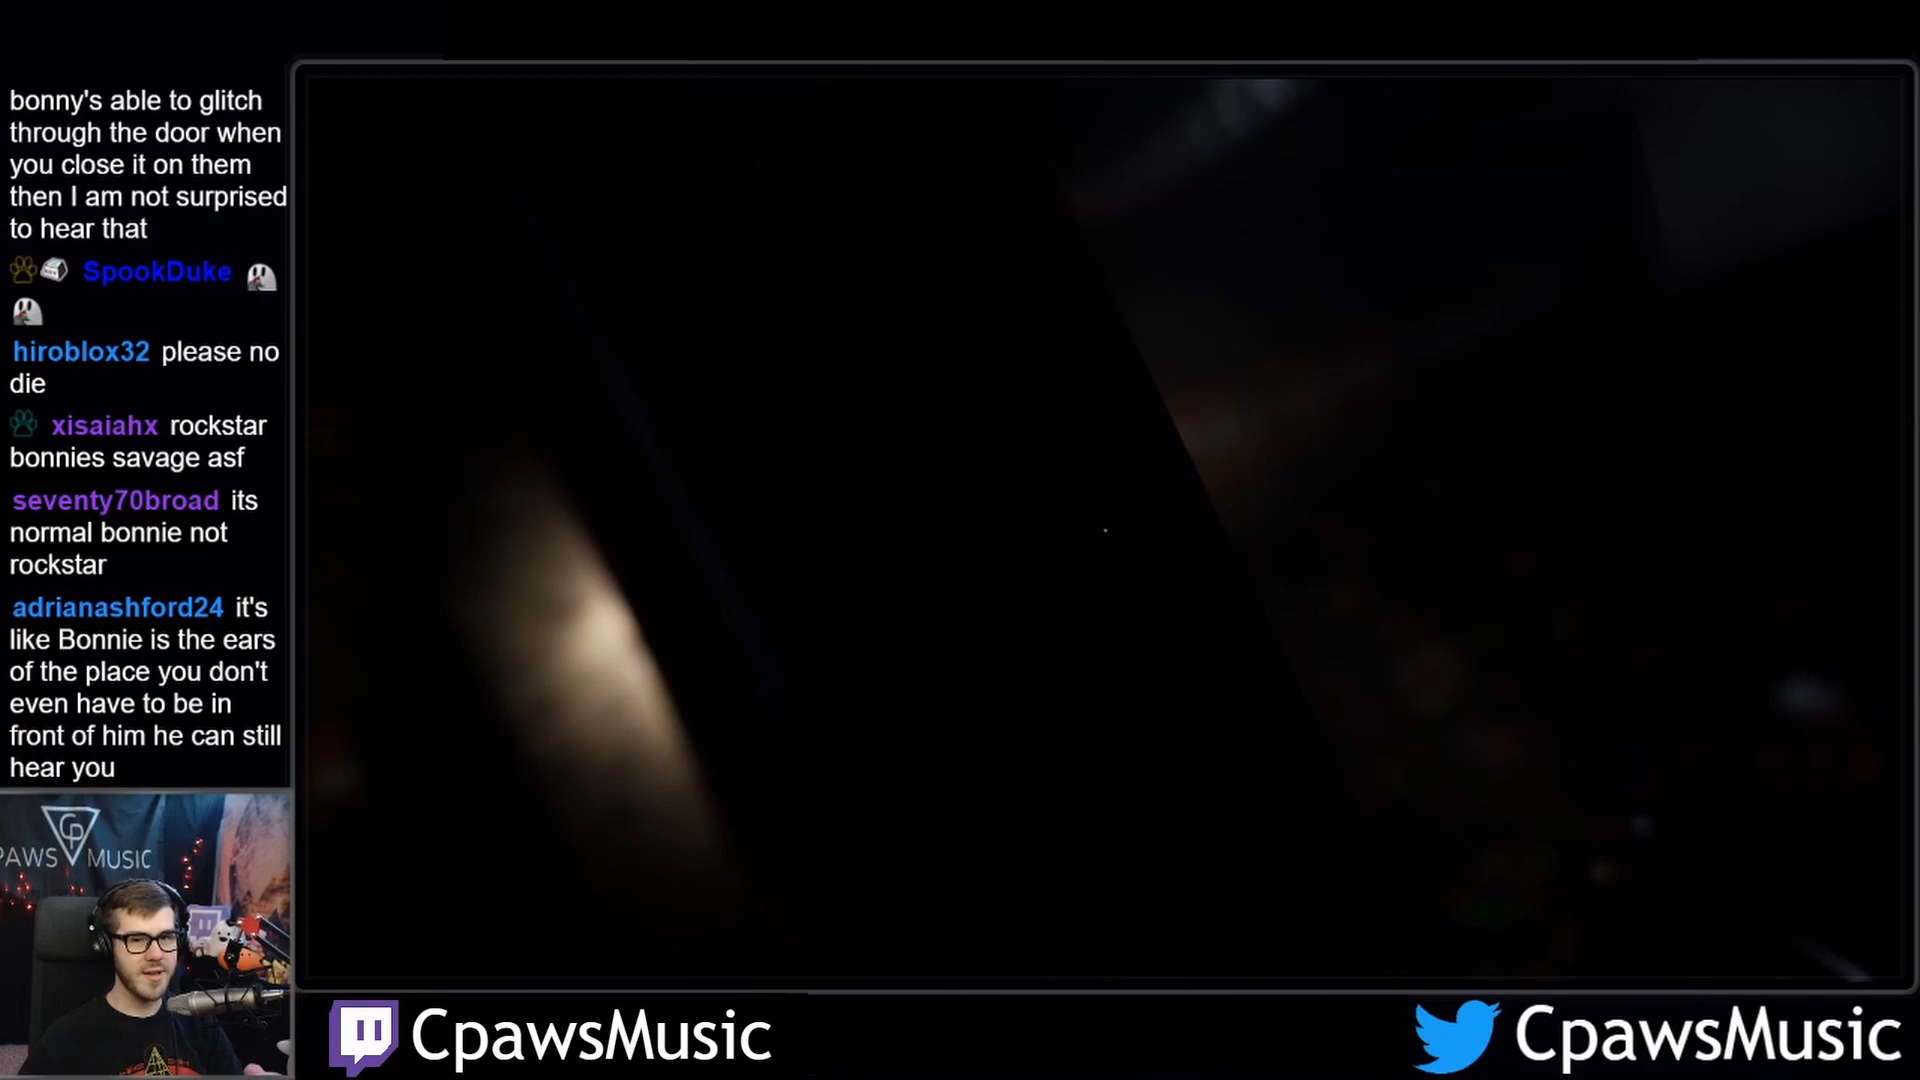 bonny's able to glitch
through the door when
you close it on them
then I am not surprised
to hear that
SpookDuke
hiroblox32 please no
die
xisaiahx rockstar
bonnies savage asf
seventy70broad its
normal bonnie not
rockstar
adrianashford24 it's
like Bonnie is the ears
of the place you don't
even have to be in
front of him he can still
hear you
CP
PAWS MUSIC
CpawsMusic
CpawsMusic